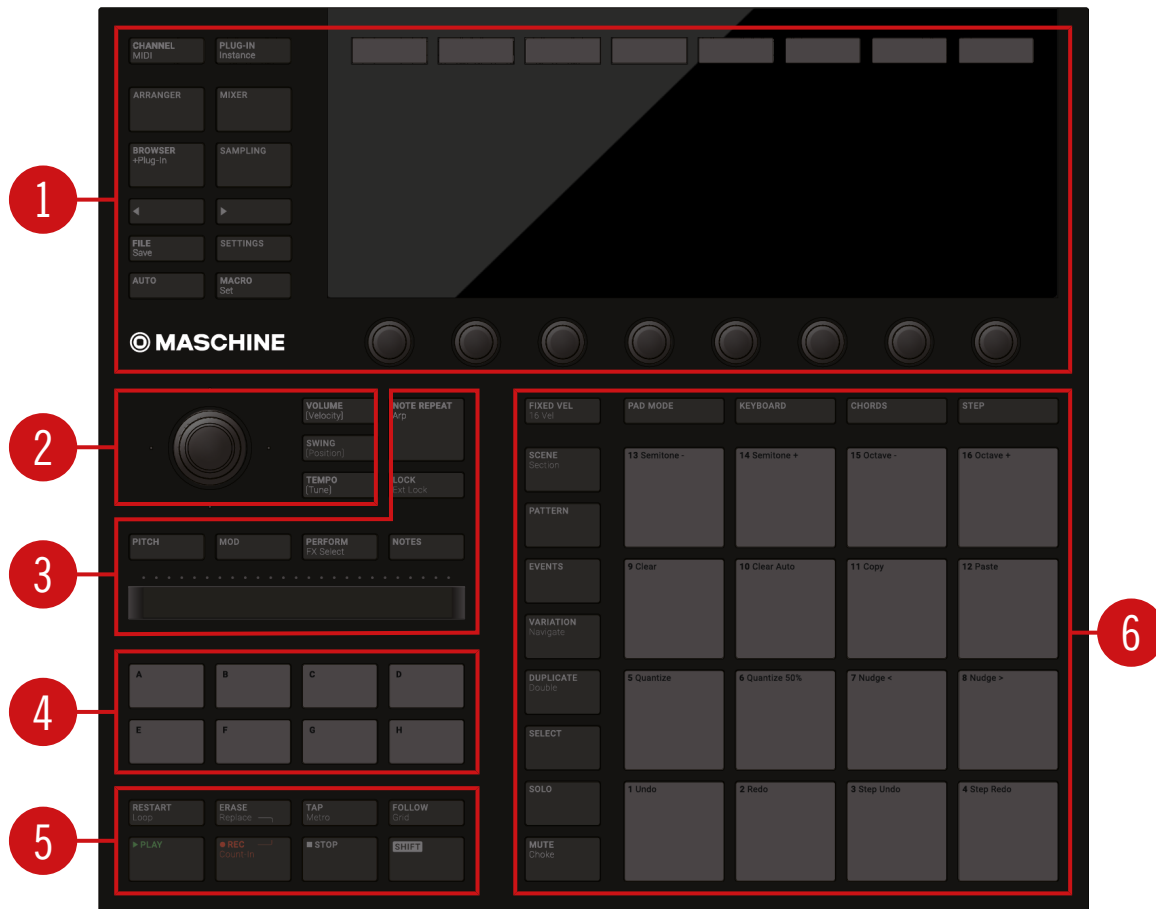 CHANNEL
MIDI
PLUG-IN
Instance
ARRANGER
MIXER
BROWSER
+Plug-In
SAMPLING
FILE
Save
SETTINGS
AUTO
MACRO
Set
MASCHINE
1
VOLUME
[Velocity]
SWING
[Position]
TEMPO
[Tune]
2
NOTE REPEAT
Arp
LOCK
Ext Lock
PITCH
MOD
PERFORM
FX Select
NOTES
3
A
B
C
D
E
F
G
H
4
RESTART
Loop
ERASE
Replace
TAP
Metro
FOLLOW
Grid
PLAY
REC
Count-In
STOP
SHIFT
5
FIXED VEL
16 Vel
PAD MODE
KEYBOARD
CHORDS
STEP
SCENE
Section
PATTERN
EVENTS
VARIATION
Navigate
DUPLICATE
Double
SELECT
SOLO
MUTE
Choke
13 Semitone -
14 Semitone +
15 Octave -
16 Octave +
9 Clear
10 Clear Auto
11 Copy
12 Paste
5 Quantize
6 Quantize 50%
7 Nudge <
8 Nudge >
1 Undo
2 Redo
3 Step Undo
4 Step Redo
6